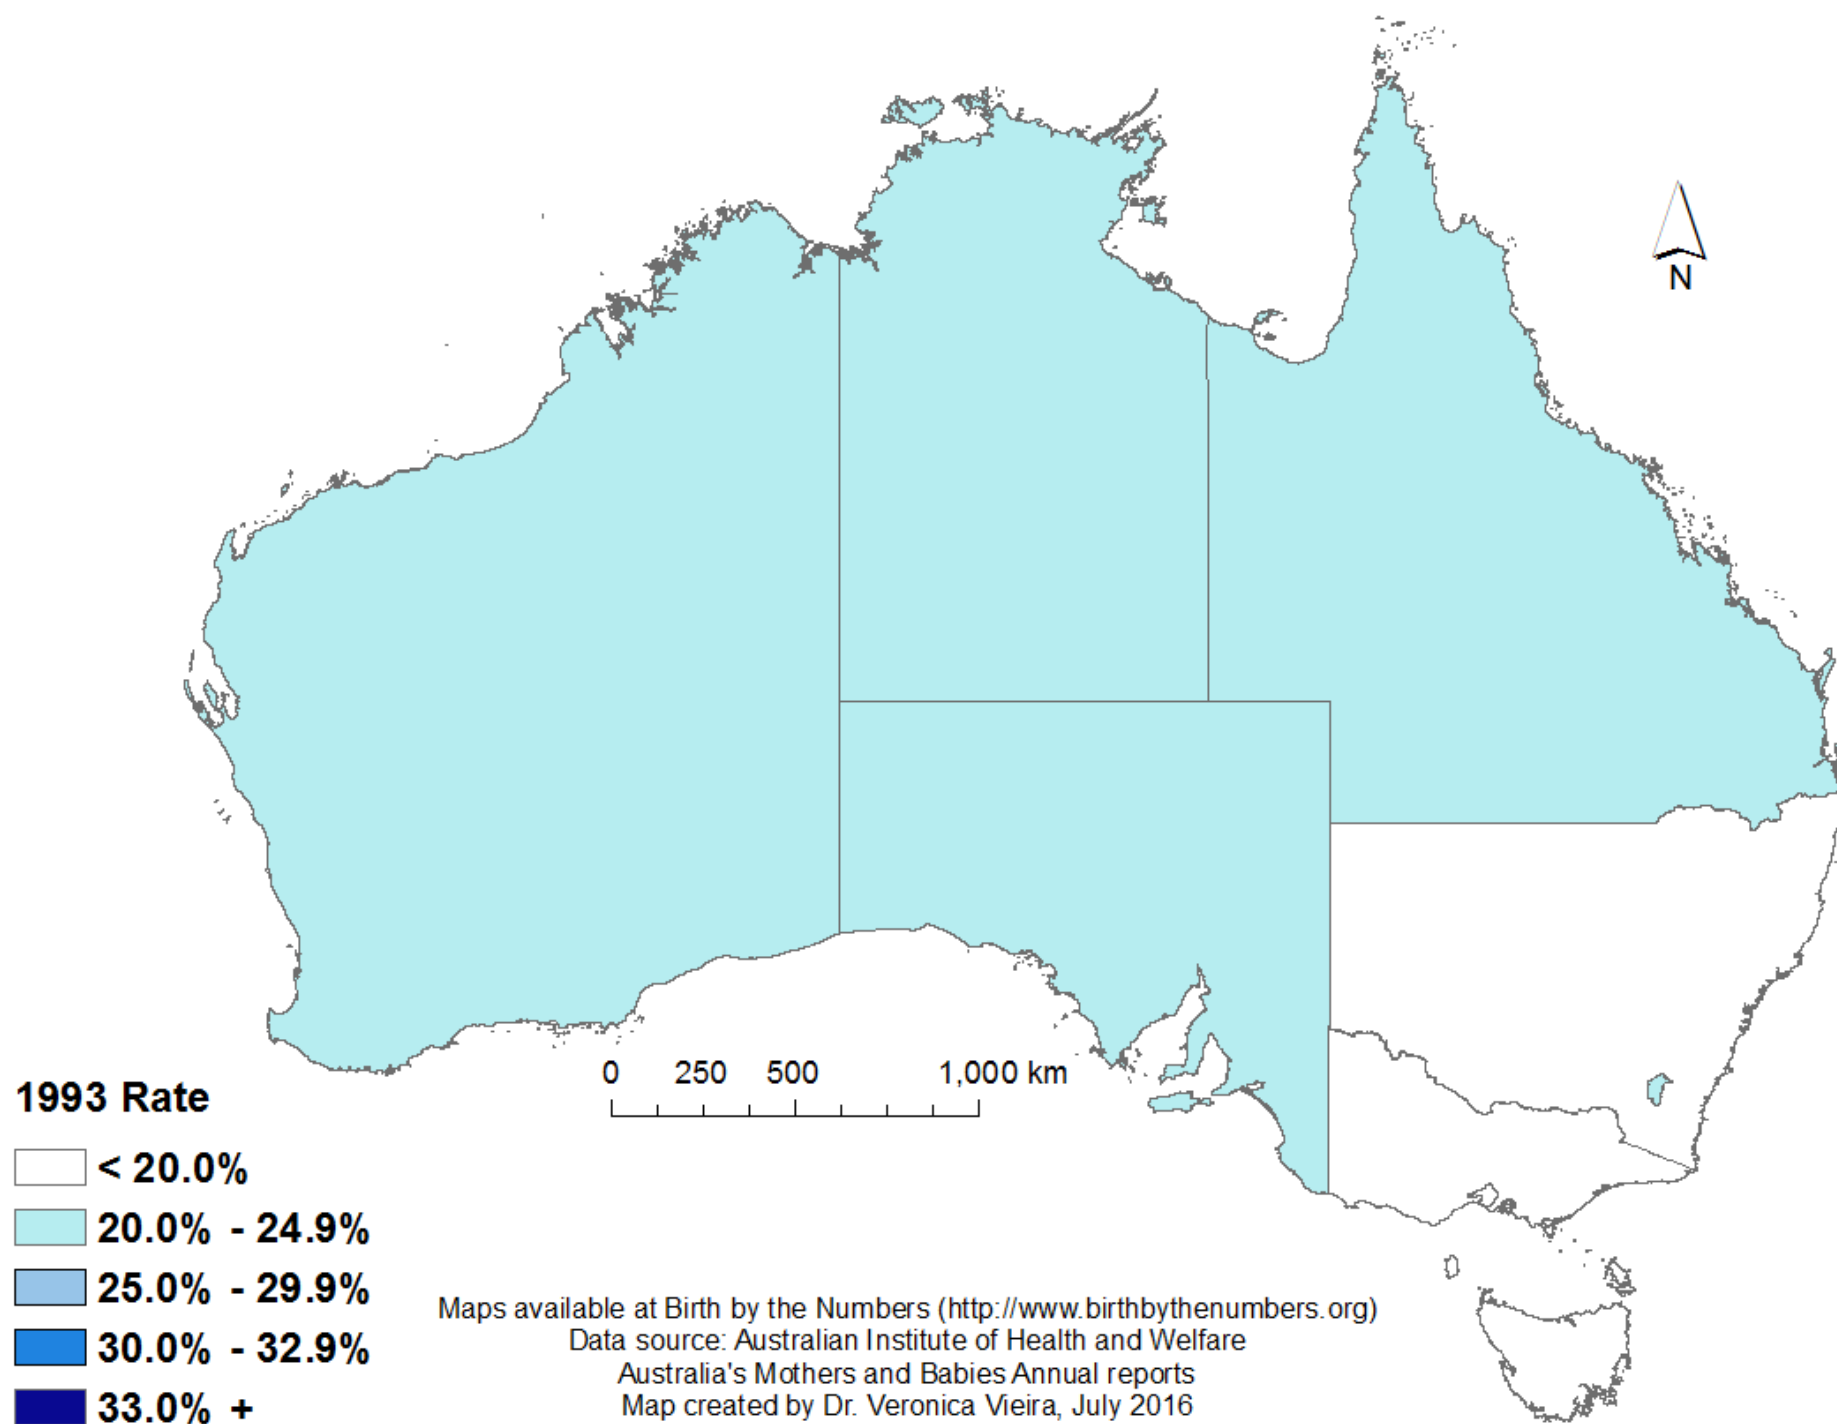 N
0 250 500 1,000 km
1993 Rate
< 20.0%
20.0% - 24.9%
25.0% - 29.9%
30.0% - 32.9%
33.0% +
Maps available at Birth by the Numbers (http://www.birthbythenumbers.org)
Data source: Australian Institute of Health and Welfare
Australia's Mothers and Babies Annual reports
Map created by Dr. Veronica Vieira, July 2016